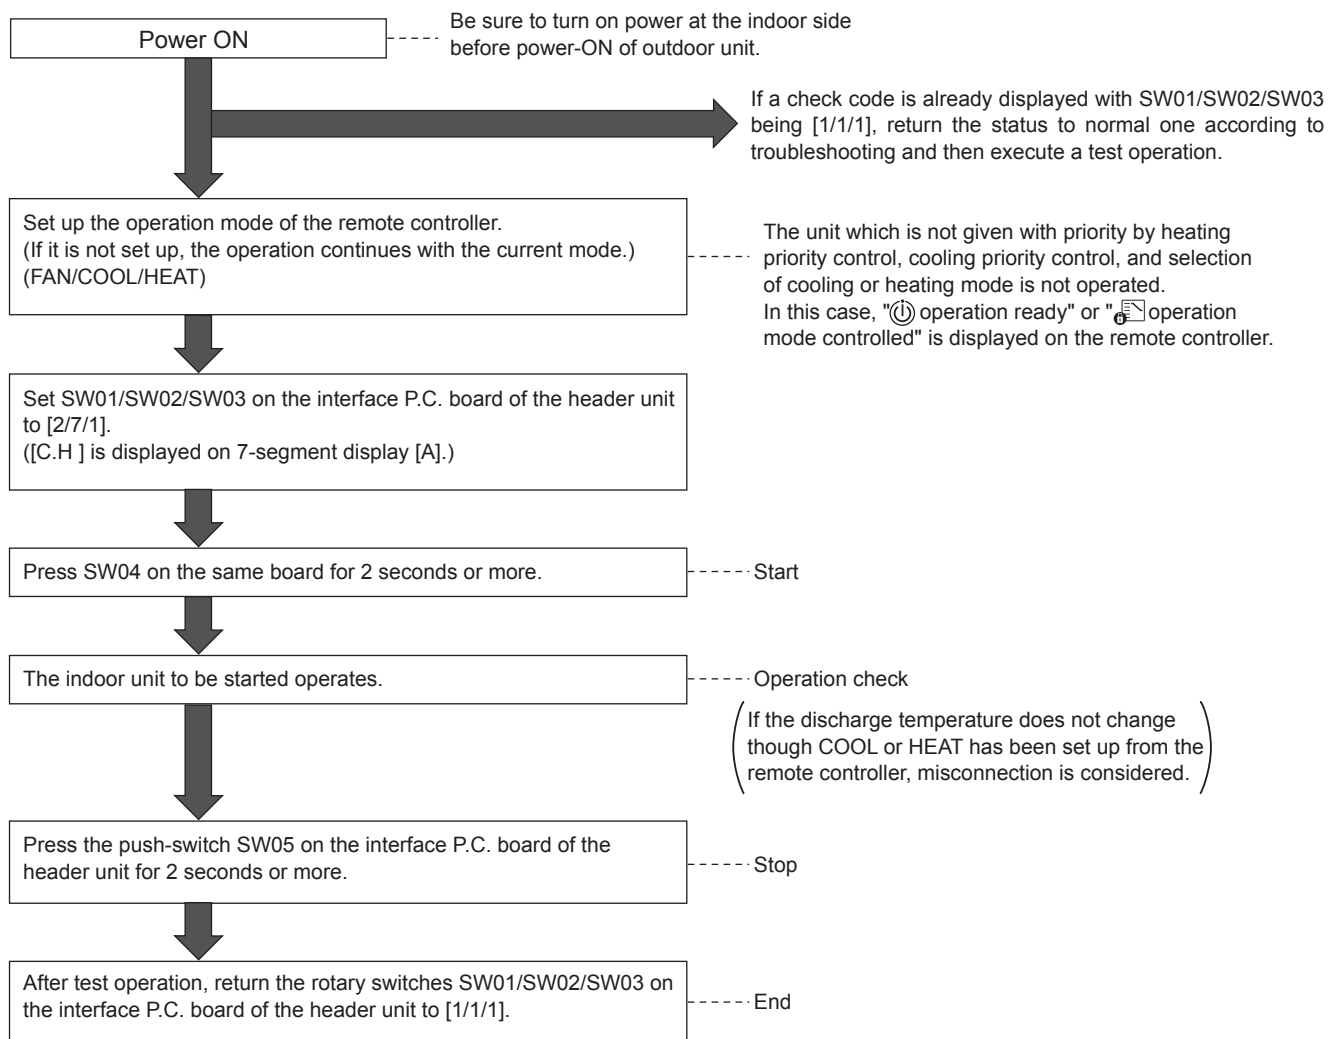 Power ON
Be sure to turn on power at the indoor side
before power-ON of outdoor unit.
If a check code is already displayed with SW01/SW02/SW03
being [1/1/1], return the status to normal one according to
troubleshooting and then execute a test operation.
Set up the operation mode of the remote controller.
(If it is not set up, the operation continues with the current mode.)
(FAN/COOL/HEAT)
The unit which is not given with priority by heating
priority control, cooling priority control, and selection
of cooling or heating mode is not operated.
In this case, " operation ready" or " operation
mode controlled" is displayed on the remote controller.
Set SW01/SW02/SW03 on the interface P.C. board of the header unit
to [2/7/1].
([C.H ] is displayed on 7-segment display [A].)
Press SW04 on the same board for 2 seconds or more.
Start
The indoor unit to be started operates.
Operation check
If the discharge temperature does not change
though COOL or HEAT has been set up from the
remote controller, misconnection is considered.
Press the push-switch SW05 on the interface P.C. board of the
header unit for 2 seconds or more.
Stop
After test operation, return the rotary switches SW01/SW02/SW03 on
the interface P.C. board of the header unit to [1/1/1].
End